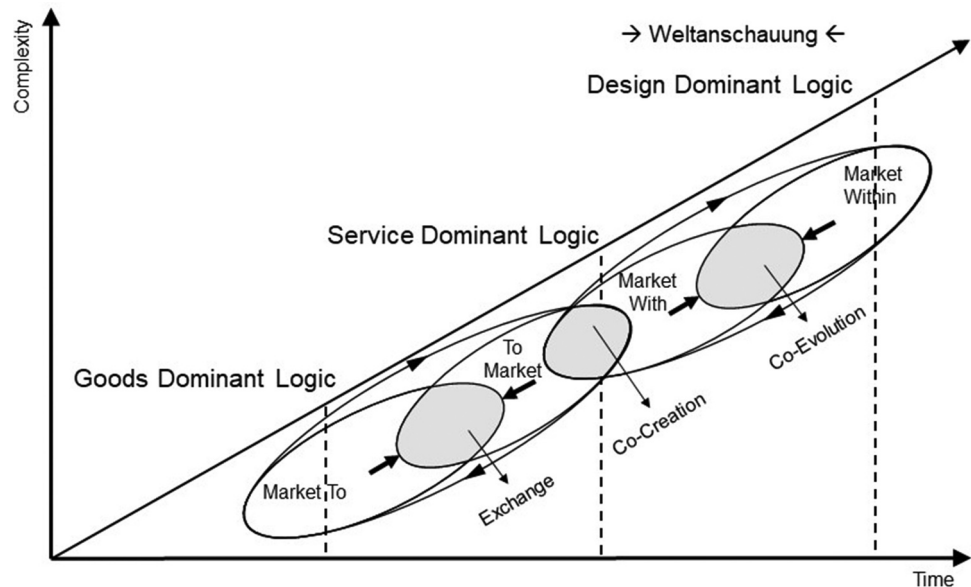 → Weltanschauung ←
Complexity
Design Dominant Logic
Market
Within
Service Dominant Logic
Market
With
Co-Evolution
To
Market
Goods Dominant Logic
Co-Creation
Market To
Exchange
Time